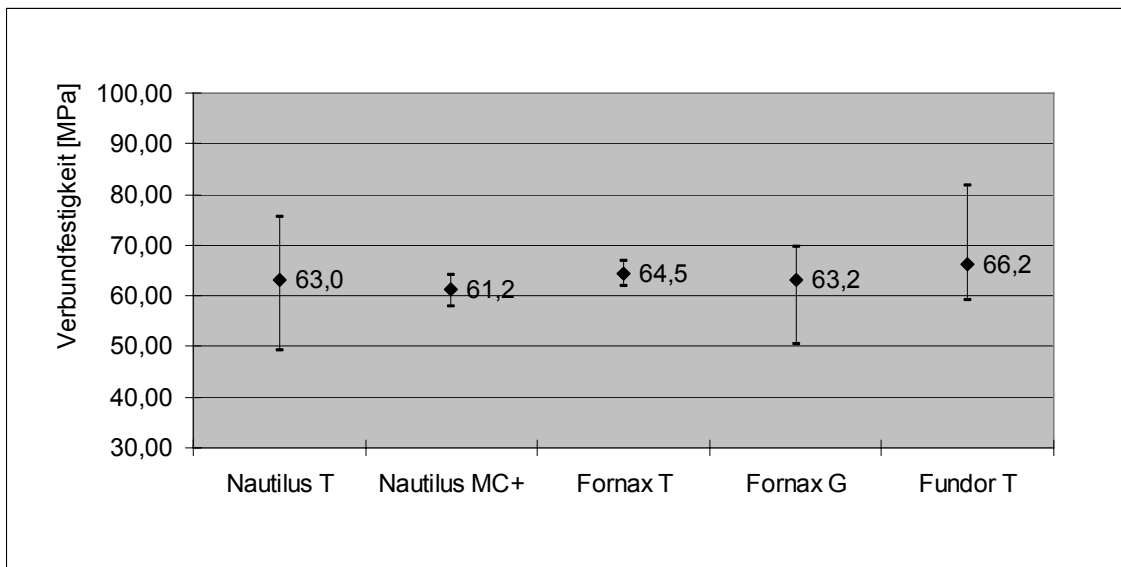 Verbundfestigkeit [MPa]
100,00
90,00
80,00
70,00
60,00
50,00
40,00
30,00
63,0
61,2
64,5
63,2
66,2
Nautilus T
Nautilus MC+
Fornax T
Fornax G
Fundor T